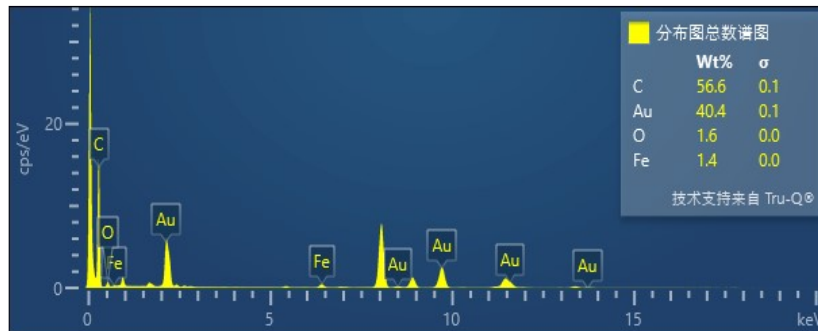 分布图总数谱图
Wt% σ
C 56.6 0.1
Au 40.4 0.1
O 1.6 0.0
Fe 1.4 0.0
技术支持来自 Tru-Q®
cps/eV
20
0
C
O
Fe
Au
Fe
Au
Au
Au
Au
0 5 10 15 keV